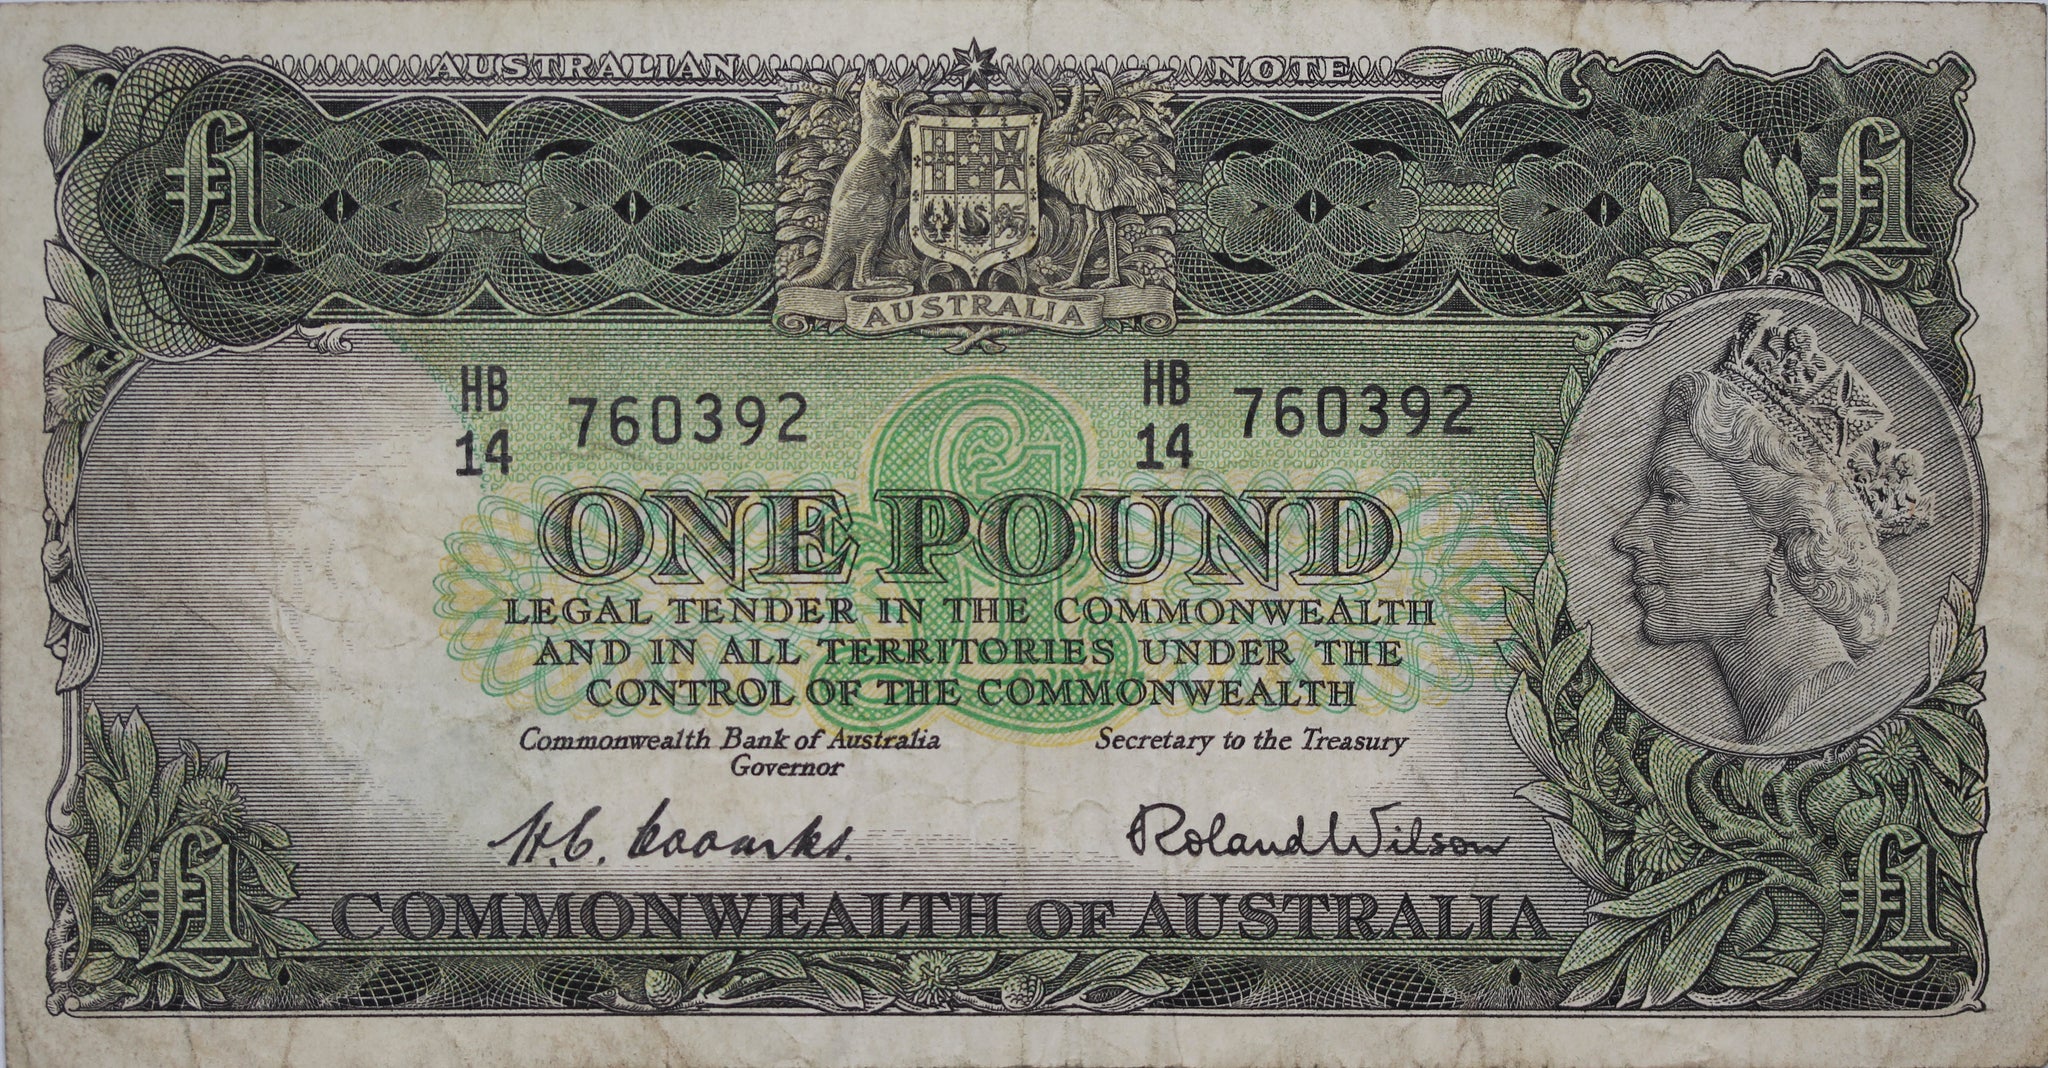 AUSTRALIAN NOTE
£1 £1
AUSTRALIA
HB 14 760392 HB 14 760392
ONE POUND
LEGAL TENDER IN THE COMMONWEALTH
AND IN ALL TERRITORIES UNDER THE
CONTROL OF THE COMMONWEALTH
Commonwealth Bank of Australia
Governor
Secretary to the Treasury
H.C. Coombs. Roland Wilson
COMMONWEALTH OF AUSTRALIA
£1 £1